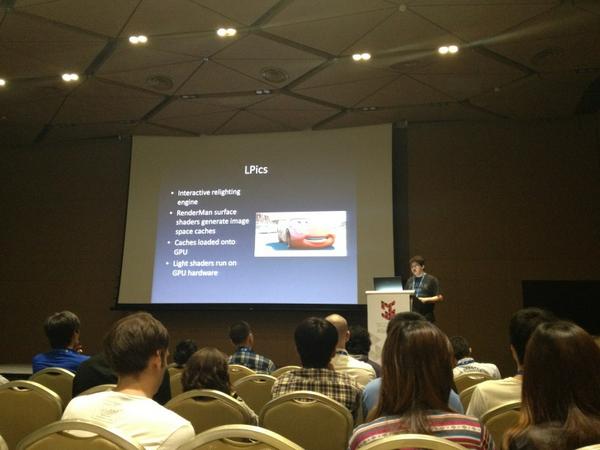 LPics
• Interactive relighting
engine
• RenderMan surface
shaders generate image
space caches
• Caches loaded onto
GPU
• Light shaders run on
GPU hardware